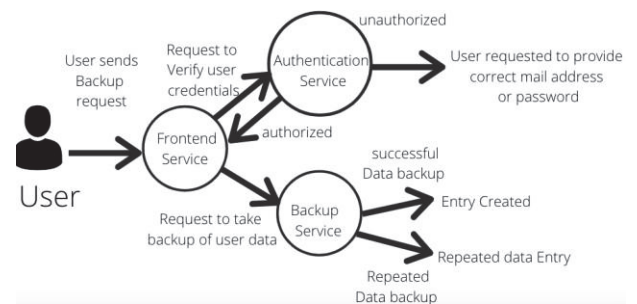 User sends
Backup
request
User
Request to
Verify user
credentials
Frontend
Service
Authentication
Service
authorized
unauthorized
User requested to provide
correct mail address
or password
Request to take
backup of user data
Backup
Service
successful
Data backup
Entry Created
Repeated data Entry
Repeated
Data backup